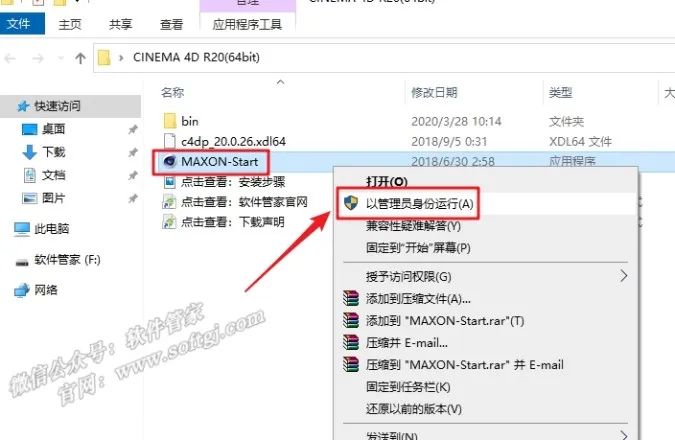 管理
CINEMA 4D R20(64bit)
文件 主页 共享 查看 应用程序工具
CINEMA 4D R20(64bit)
名称 修改日期 类型 大
快速访问
桌面
下载
文档
图片
此电脑
软件管家 (F:)
网络
bin 2020/3/28 10:14 文件夹
c4dp_20.0.26.xdl64 2018/9/5 0:31 XDL64 文件
MAXON-Start 2018/6/30 2:58 应用程序
点击查看：安装步骤
点击查看：软件管家官网
点击查看：下载声明
打开(O)
以管理员身份运行(A)
兼容性疑难解答(Y)
固定到"开始"屏幕(P)
授予访问权限(G)
添加到压缩文件(A)...
添加到 "MAXON-Start.rar"(T)
压缩并 E-mail...
压缩到 "MAXON-Start.rar" 并 E-mail
固定到任务栏(K)
还原以前的版本(V)
发送到(N)
微信公众号：软件管家
官网：www.softgj.com